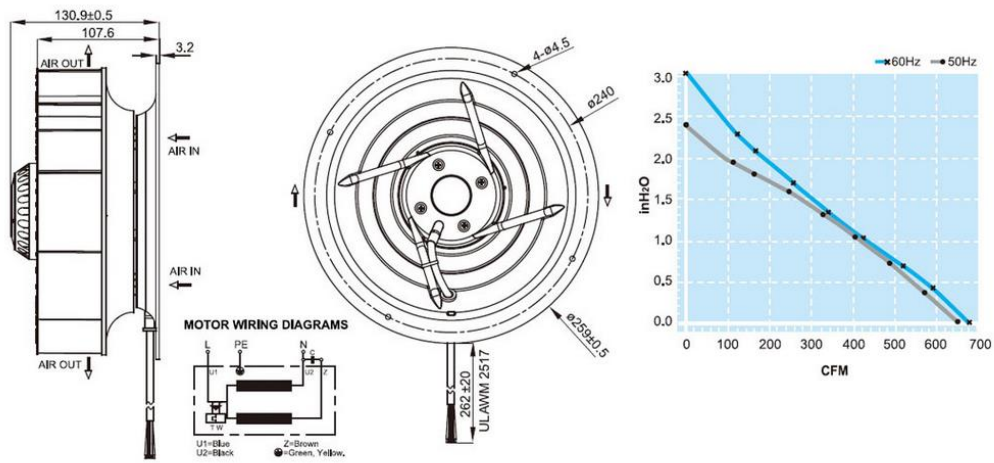 130.9±0.5
107.6
3.2
AIR OUT
AIR IN
AIR IN
AIR OUT
4-ø4.5
ø240
ø259±0.5
262±20
ULAWM 2517
MOTOR WIRING DIAGRAMS
L PE N
C
U1 U2 Z
T W
U1=Blue Z=Brown
U2=Black =Green, Yellow.
60Hz 50Hz
3.0
2.5
2.0
1.5
1.0
0.5
0.0
inH2O
0 100 200 300 400 500 600 700
CFM